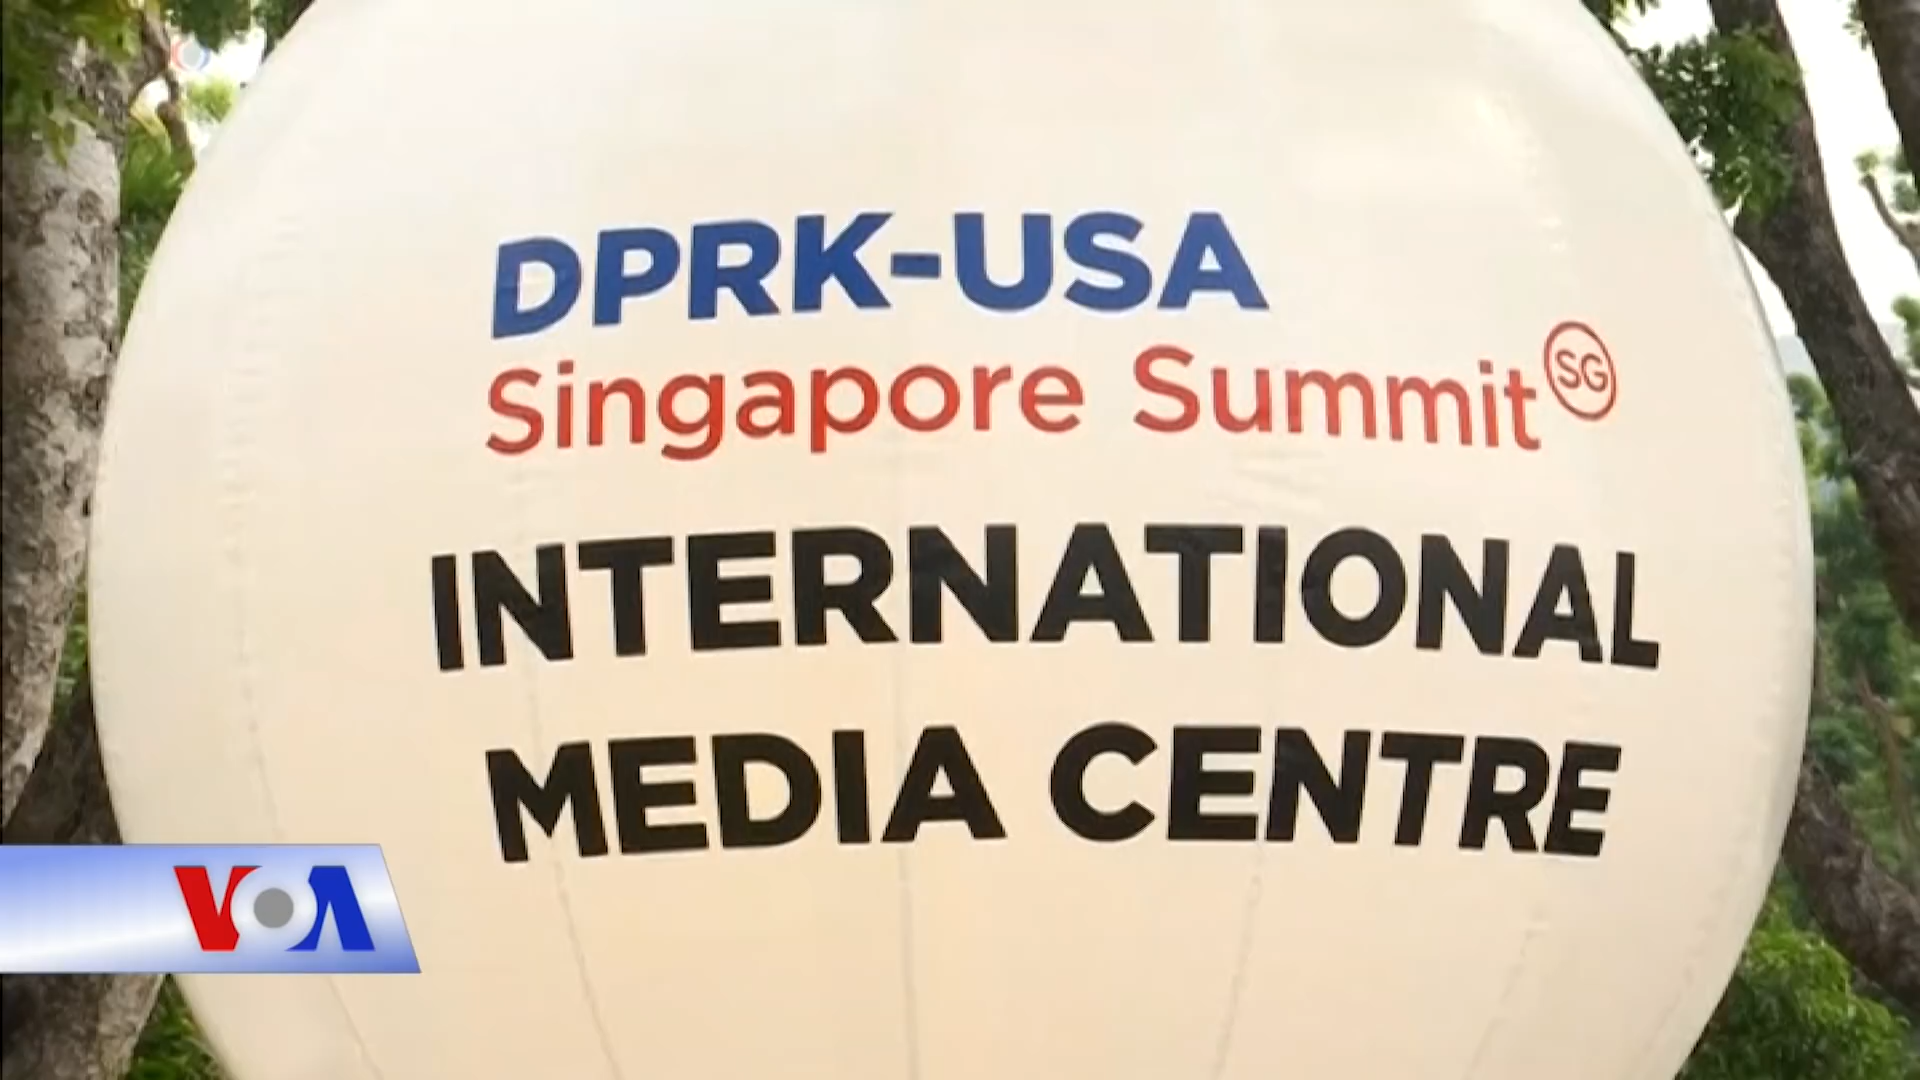 DPRK-USA
Singapore Summit SG
INTERNATIONAL
MEDIA CENTRE
VOA